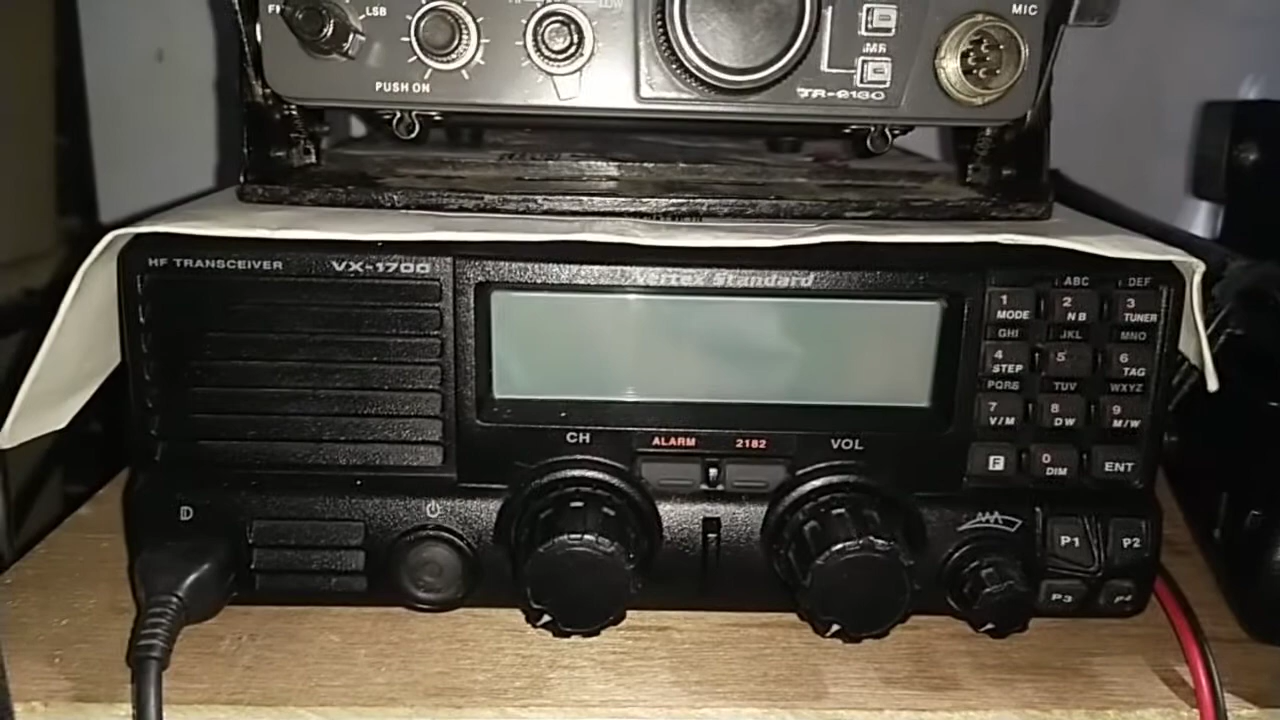 LSB
LOW
MIC
MR
PUSH ON
TR-9130
HF TRANSCEIVER VX-1700
Vertex Standard
ABC DEF
1 2 3
MODE NB TUNER
GHI JKL MNO
4 5 6
STEP TAG
PQRS TUV WXYZ
7 8 9
V/M DW M/W
F 0 ENT
DIM
CH ALARM 2182 VOL
P1 P2
P3 P4